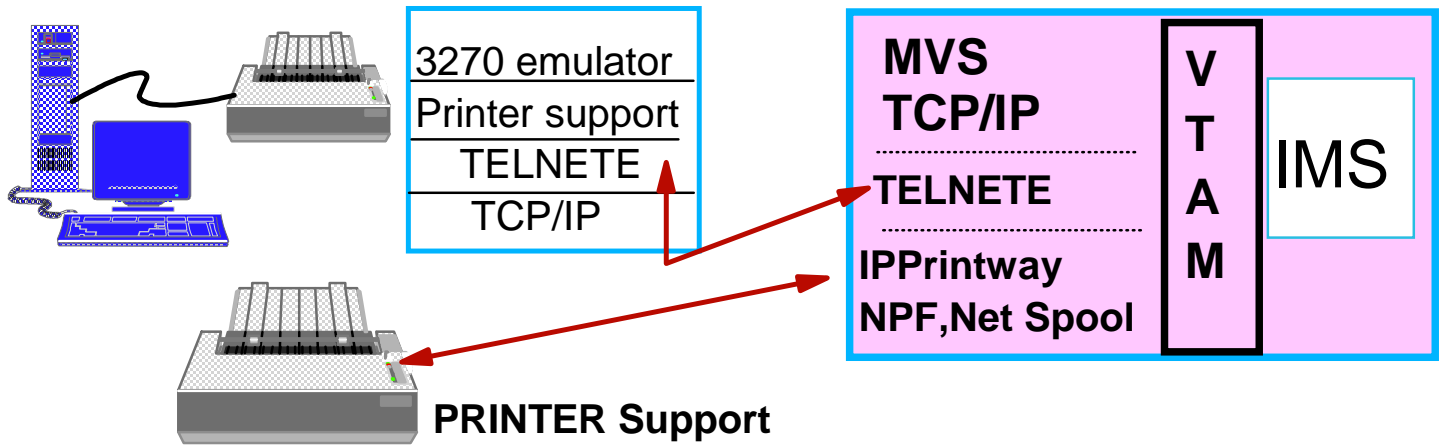 3270 emulator
Printer support
TELNETE
TCP/IP
MVS
TCP/IP
TELNETE
IPPrintway
NPF,Net Spool
V
T
A
M
IMS
PRINTER Support